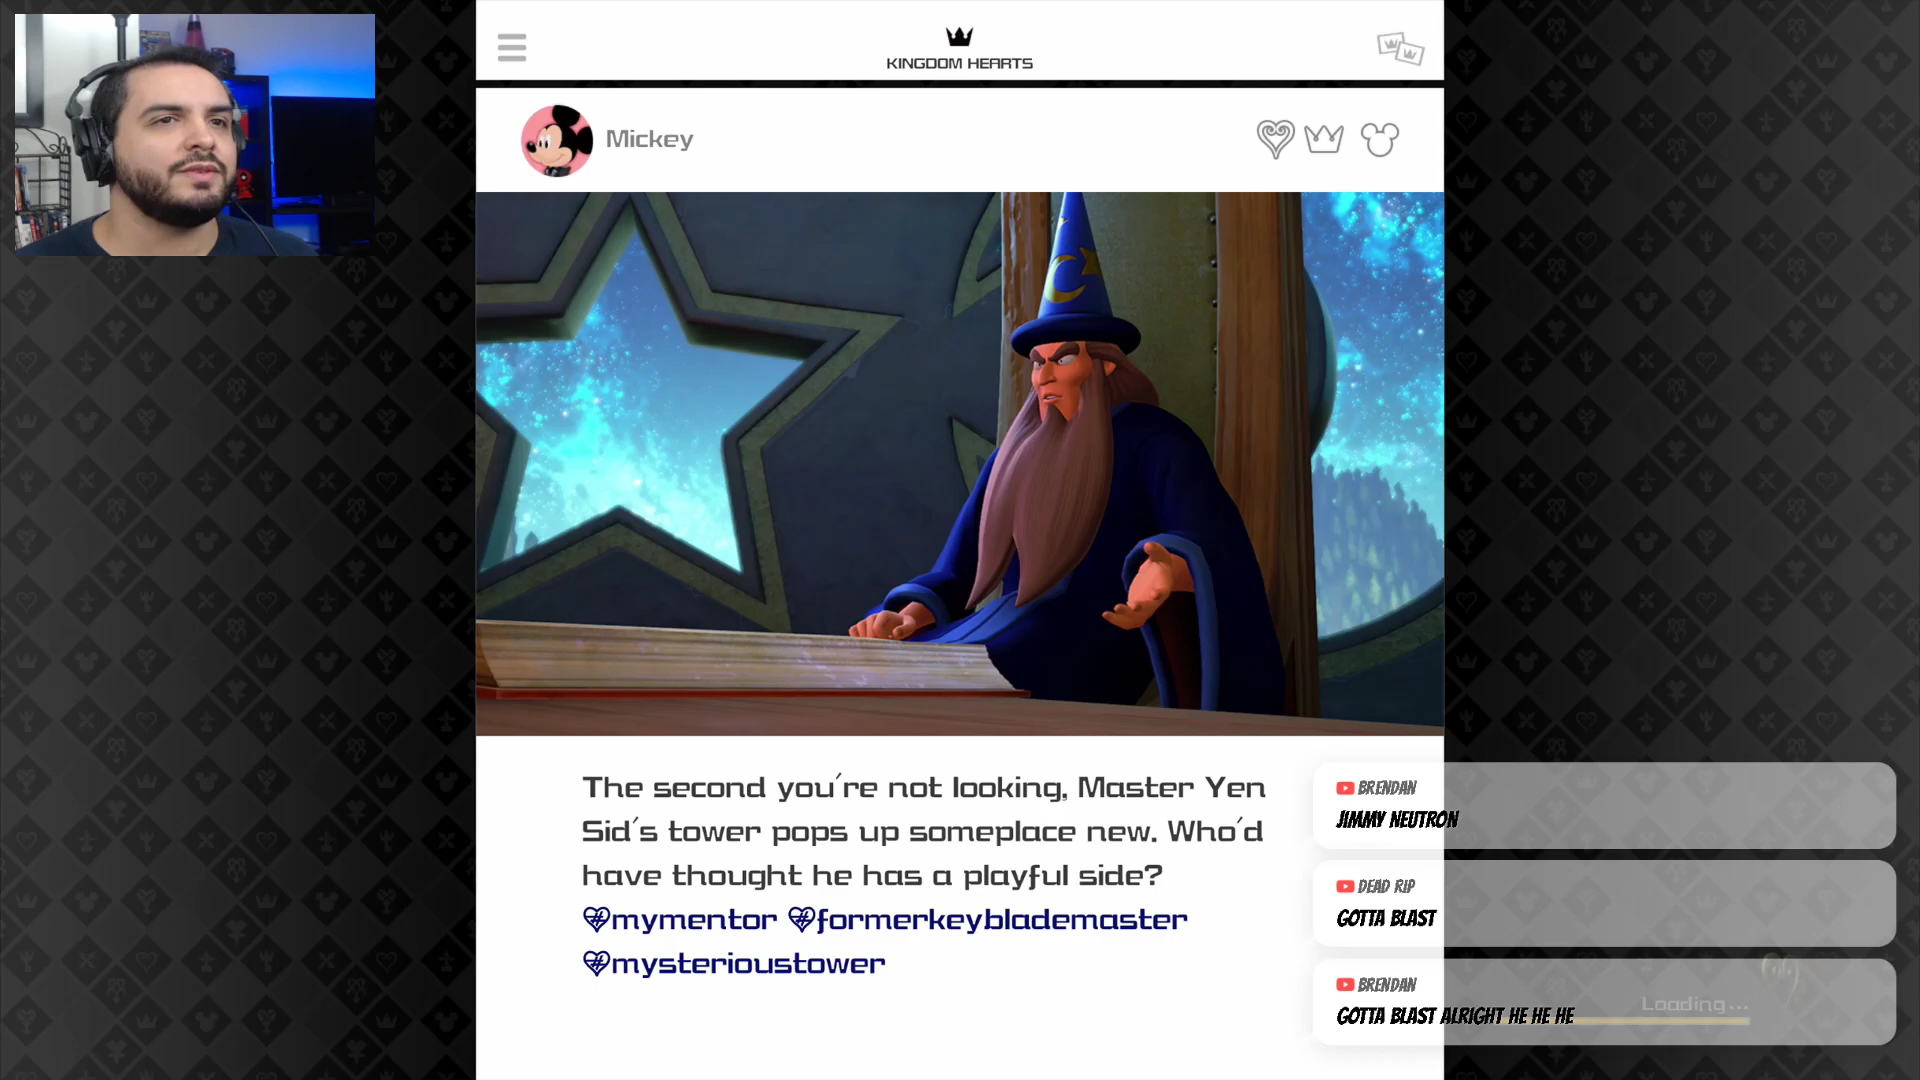 KINGDOM HEARTS
Mickey
The second you're not looking, Master Yen
Sid's tower pops up someplace new. Who'd
have thought he has a playful side?
#mymentor #formerkeyblademaster
#mysterioustower
BRENDAN
JIMMY NEUTRON
DEAD RIP
GOTTA BLAST
BRENDAN
GOTTA BLAST ALRIGHT HE HE HE
Loading...